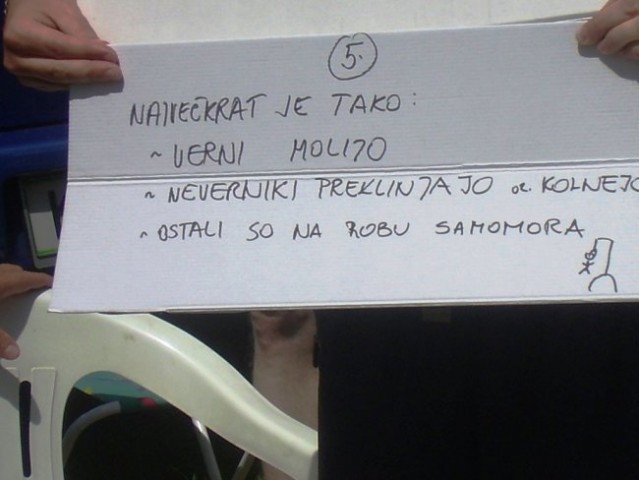 5.
NAJVEČKRAT JE TAKO:
~ VERNI MOLIJO
~ NEVERNIKI PREKLINJAJO oz. KOLNEJO
~ OSTALI SO NA ROBU SAMOMORA